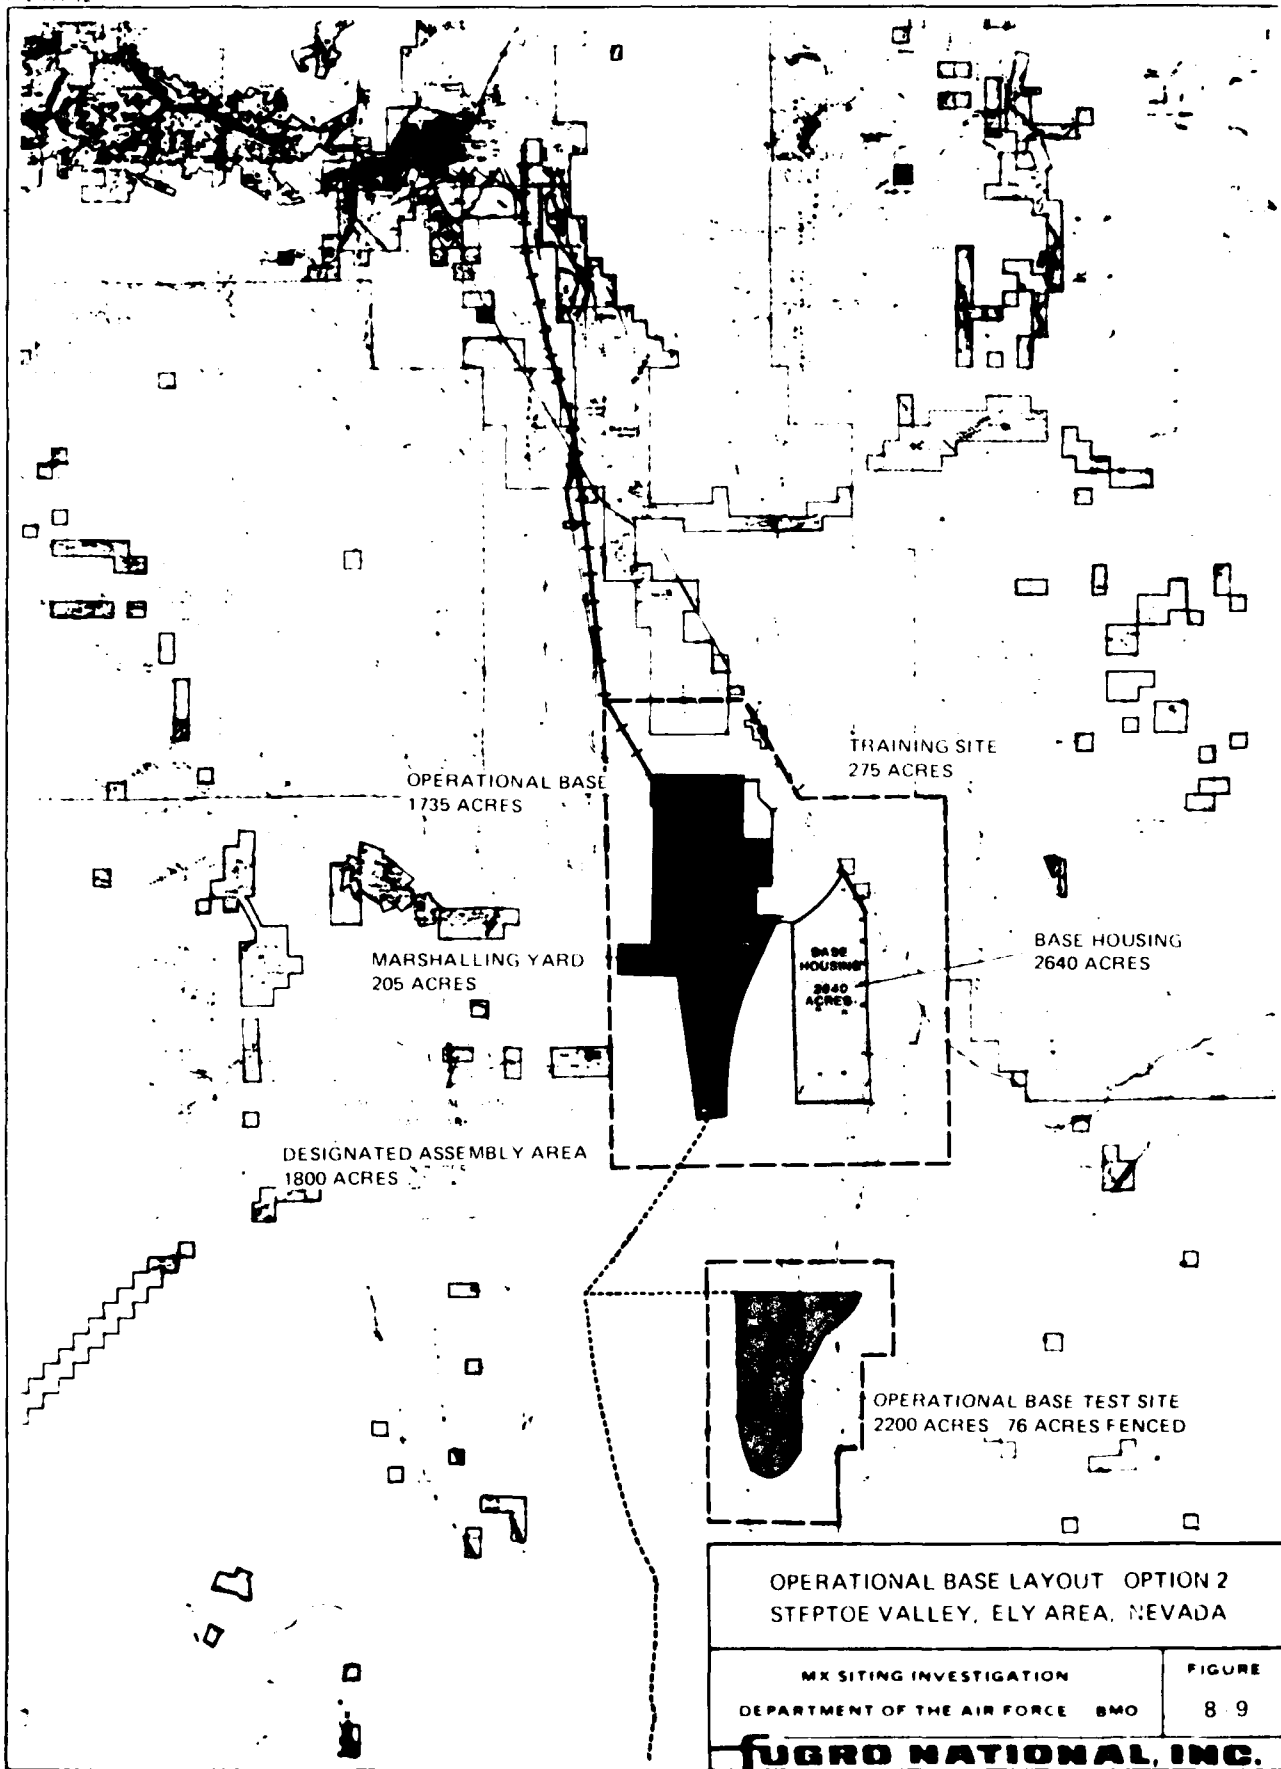 TRAINING SITE
275 ACRES
OPERATIONAL BASE
1735 ACRES
BASE HOUSING
2640 ACRES
BASE
HOUSING
2640
ACRES
MARSHALLING YARD
205 ACRES
DESIGNATED ASSEMBLY AREA
1800 ACRES
OPERATIONAL BASE TEST SITE
2200 ACRES 76 ACRES FENCED
OPERATIONAL BASE LAYOUT OPTION 2
STEPTOE VALLEY, ELY AREA, NEVADA
MX SITING INVESTIGATION
DEPARTMENT OF THE AIR FORCE BMO
FIGURE
8 9
FUGRO NATIONAL, INC.